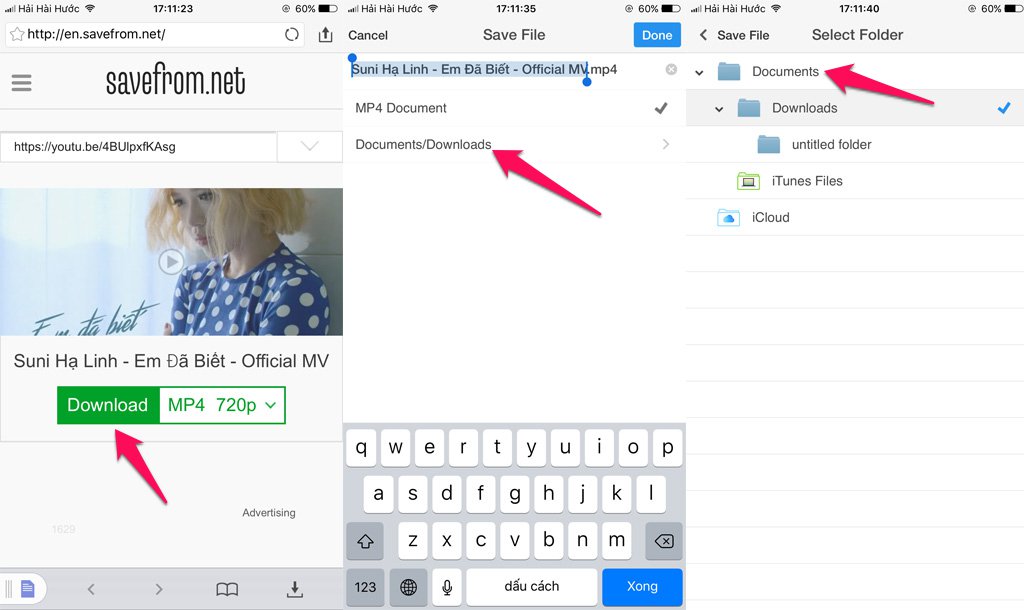 Hải Hài Hước 17:11:23 60%
http://en.savefrom.net/
savefrom.net
https://youtu.be/4BUlpxfKAsg
Em đã biết
Suni Hạ Linh - Em Đã Biết - Official MV
Download MP4 720p
Advertising
1629
Hải Hài Hước 17:11:35 60%
Cancel Save File Done
Suni Hạ Linh - Em Đã Biết - Official MV.mp4
MP4 Document
Documents/Downloads
q w e r t y u i o p
a s d f g h j k l
z x c v b n m
123 dấu cách Xong
Hải Hài Hước 17:11:40 60%
Save File Select Folder
Documents
Downloads
untitled folder
iTunes Files
iCloud